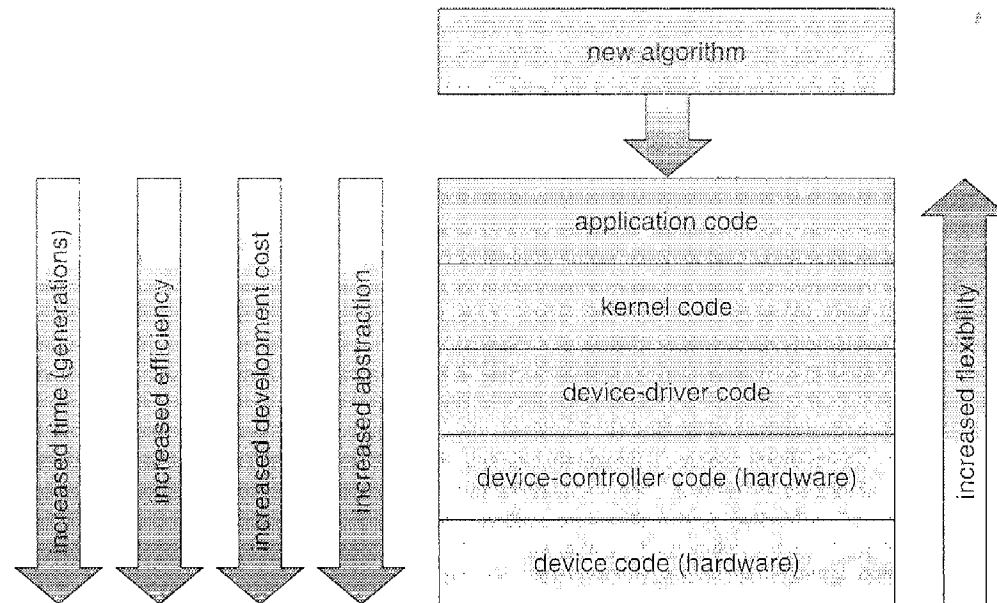 new algorithm
application code
kernel code
device-driver code
device-controller code (hardware)
device code (hardware)
increased time (generations)
increased efficiency
increased development cost
increased abstraction
increased flexibility